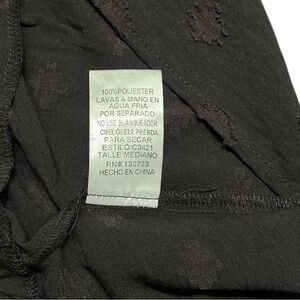 100%POLIESTER
LAVAS A MANO EN
AGUA FRIA
POR SEPARADO
NO USE BLANQUEADOR
CUELGUELA PRENDA
PARA SECAR
ESTILO:C3421
TALLE:MEDIANO
RN#:130733
HECHO EN CHINA